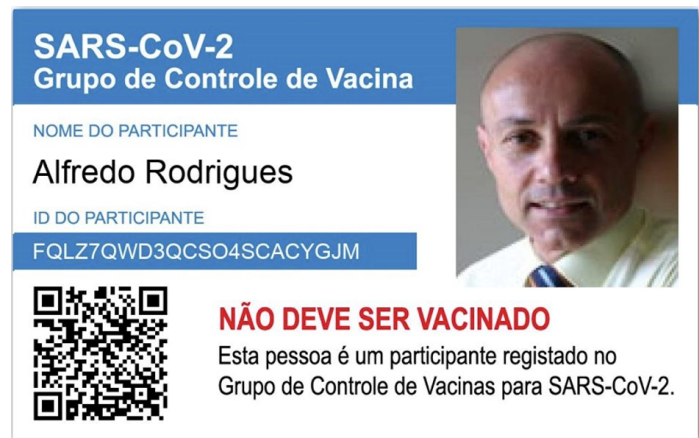 SARS-CoV-2
Grupo de Controle de Vacina
NOME DO PARTICIPANTE
Alfredo Rodrigues
ID DO PARTICIPANTE
FQLZ7QWD3QCSO4SCACYGJM
NÃO DEVE SER VACINADO
Esta pessoa é um participante registado no
Grupo de Controle de Vacinas para SARS-CoV-2.